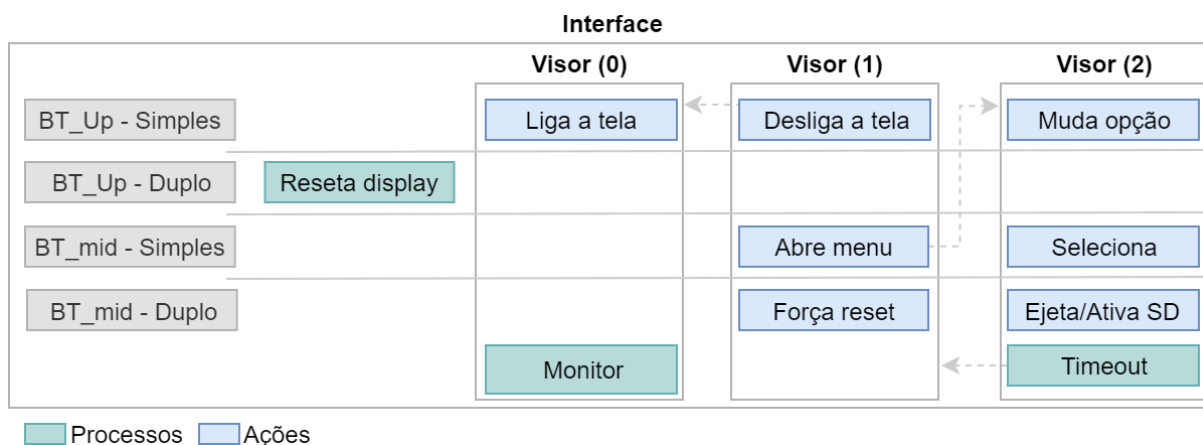 Interface
Visor (0) Visor (1) Visor (2)
BT_Up - Simples Liga a tela Desliga a tela Muda opção
BT_Up - Duplo Reseta display
BT_mid - Simples Abre menu Seleciona
BT_mid - Duplo Força reset Ejeta/Ativa SD
Monitor Timeout
Processos Ações